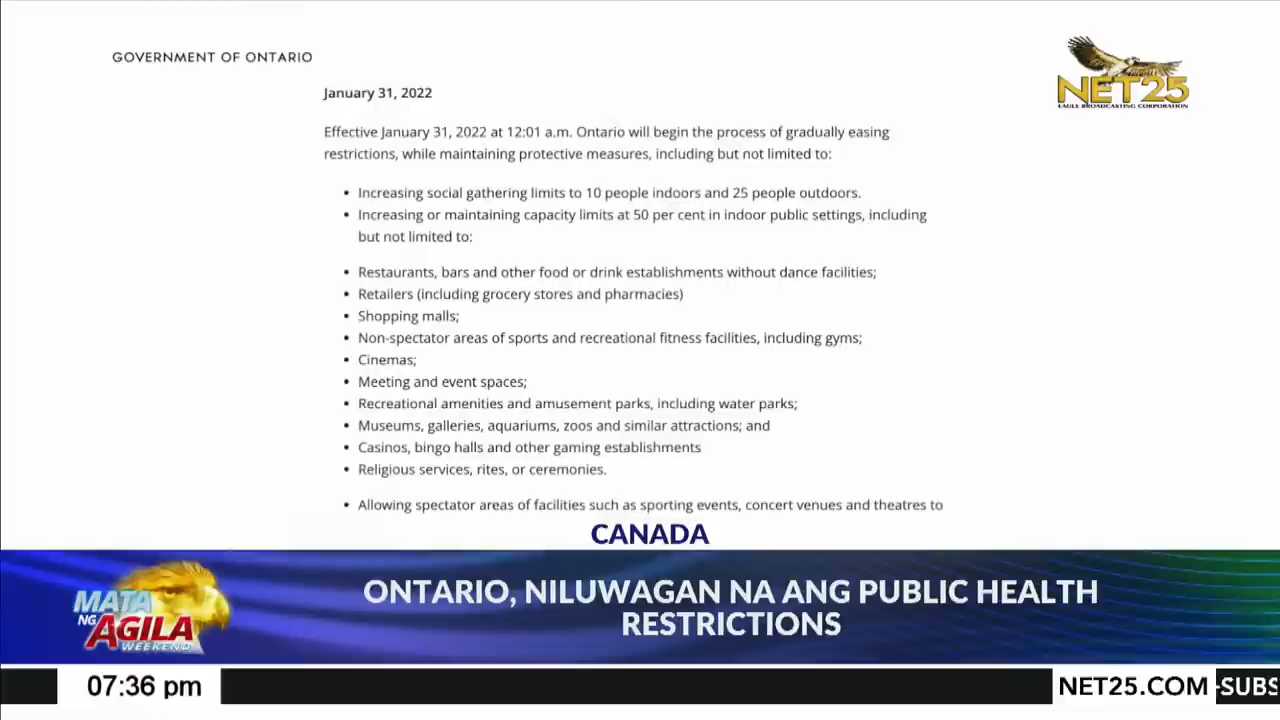 GOVERNMENT OF ONTARIO
NET25
EAGLE BROADCASTING CORPORATION
January 31, 2022
Effective January 31, 2022 at 12:01 a.m. Ontario will begin the process of gradually easing
restrictions, while maintaining protective measures, including but not limited to:
• Increasing social gathering limits to 10 people indoors and 25 people outdoors.
• Increasing or maintaining capacity limits at 50 per cent in indoor public settings, including
but not limited to:
• Restaurants, bars and other food or drink establishments without dance facilities;
• Retailers (including grocery stores and pharmacies)
• Shopping malls;
• Non-spectator areas of sports and recreational fitness facilities, including gyms;
• Cinemas;
• Meeting and event spaces;
• Recreational amenities and amusement parks, including water parks;
• Museums, galleries, aquariums, zoos and similar attractions; and
• Casinos, bingo halls and other gaming establishments
• Religious services, rites, or ceremonies.
• Allowing spectator areas of facilities such as sporting events, concert venues and theatres to
CANADA
MATA
NG
AGILA
WEEKEND
ONTARIO, NILUWAGAN NA ANG PUBLIC HEALTH
RESTRICTIONS
07:36 pm
NET25.COM
-SUBS